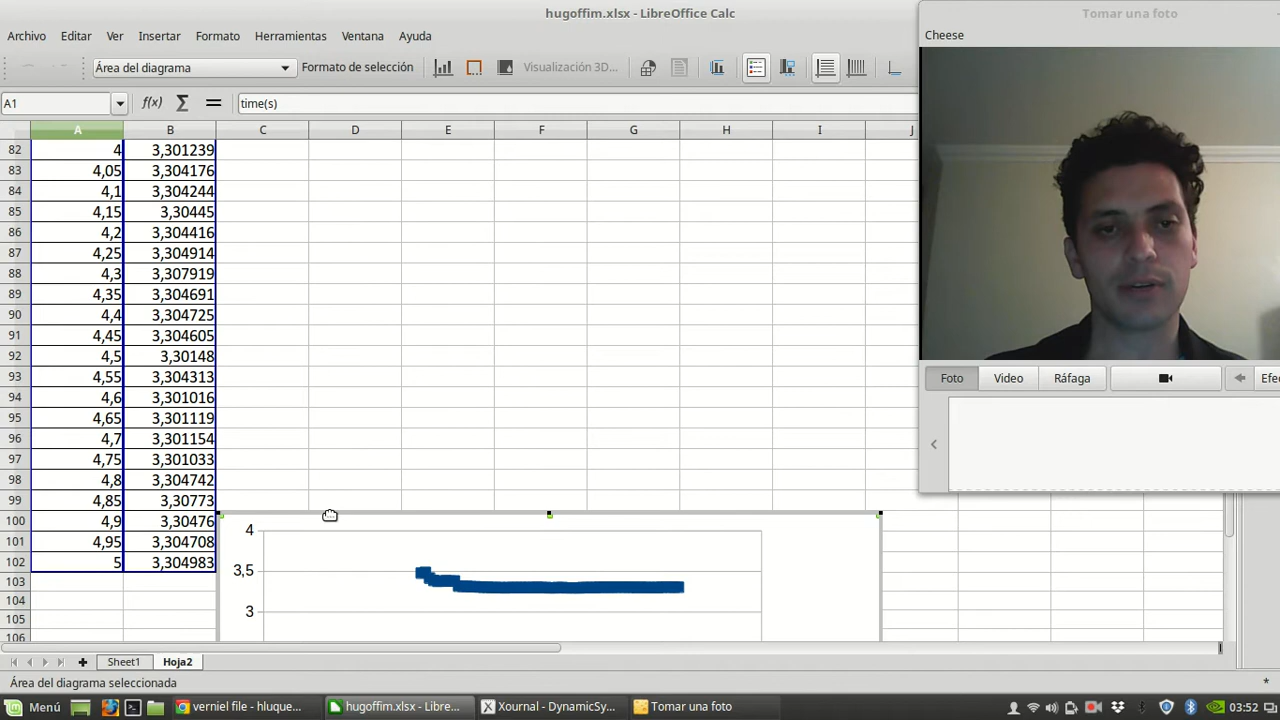 hugoffim.xlsx - LibreOffice Calc
Tomar una foto
Archivo Editar Ver Insertar Formato Herramientas Ventana Ayuda
Cheese
Área del diagrama Formato de selección Visualización 3D...
A1 f(x) Σ = time(s)
A B C D E F G H I J
82 4 3,301239
83 4,05 3,304176
84 4,1 3,304244
85 4,15 3,30445
86 4,2 3,304416
87 4,25 3,304914
88 4,3 3,307919
89 4,35 3,304691
90 4,4 3,304725
91 4,45 3,304605
92 4,5 3,30148
93 4,55 3,304313
94 4,6 3,301016
95 4,65 3,301119
96 4,7 3,301154
97 4,75 3,301033
98 4,8 3,304742
99 4,85 3,30773
100 4,9 3,30476
101 4,95 3,304708
102 5 3,304983
103
104
105
106
4
3,5
3
Foto Video Ráfaga Efec
Sheet1 Hoja2
Área del diagrama seleccionada *
Menú verniel file - hluque... hugoffim.xlsx - Libre... Xournal - DynamicSy... Tomar una foto 03:52